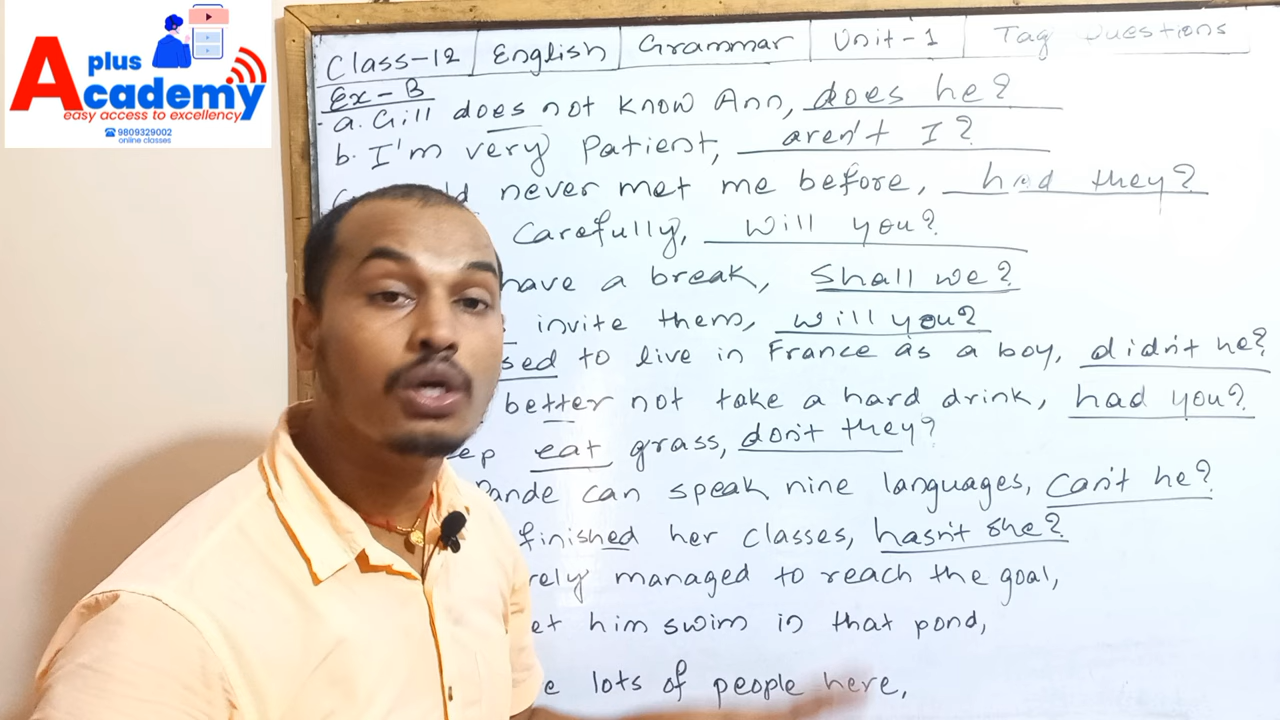 A plus Academy
easy access to excellency
☎9809329002
online classes
Class-12 English Grammar Unit-1 Tag Questions
Ex-B
a. Gill does not know Ann, does he?
b. I'm very Patient, aren't I?
never met me before, had they?
carefully, will you?
have a break, Shall we?
invite them, will you?
to live in France as a boy, didn't he?
better not take a hard drink, had you?
eat grass, don't they?
can speak nine languages, can't he?
finished her classes, hasn't she?
managed to reach the goal,
him swim in that pond,
lots of people here,